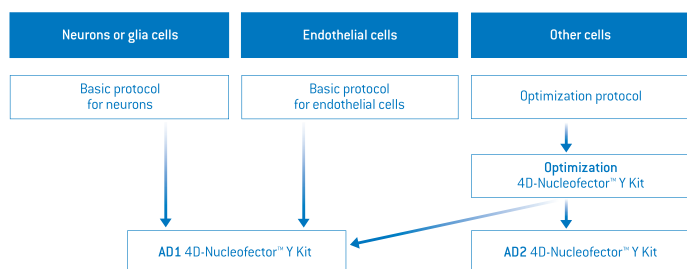 Neurons or glia cells
Endothelial cells
Other cells
Basic protocol
for neurons
Basic protocol
for endothelial cells
Optimization protocol
Optimization
4D-Nucleofector™ Y Kit
AD1 4D-Nucleofector™ Y Kit
AD2 4D-Nucleofector™ Y Kit